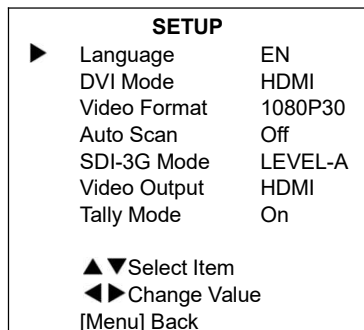 SETUP
▶ Language EN
DVI Mode HDMI
Video Format 1080P30
Auto Scan Off
SDI-3G Mode LEVEL-A
Video Output HDMI
Tally Mode On
▲▼Select Item
◀▶Change Value
[Menu] Back